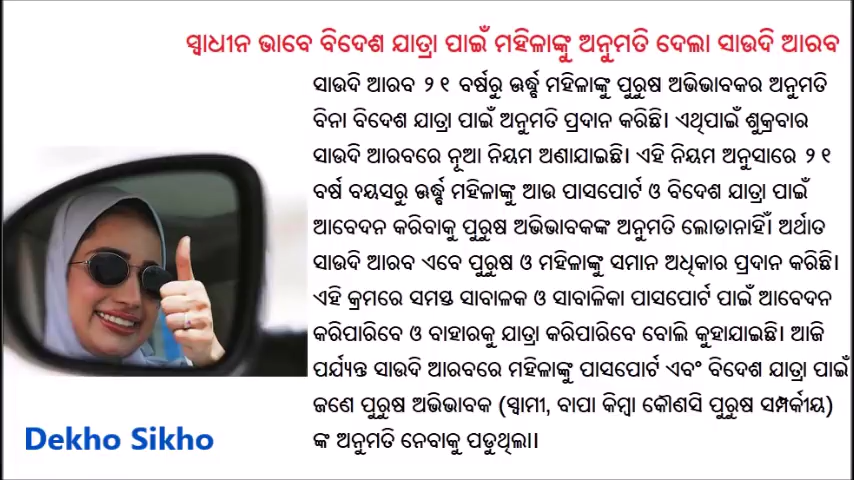 ସ୍ୱାଧୀନ ଭାବେ ବିଦେଶ ଯାତ୍ରା ପାଇଁ ମହିଳାଙ୍କୁ ଅନୁମତି ଦେଲା ସାଉଦି ଆରବ
ସାଉଦି ଆରବ ୨୧ ବର୍ଷରୁ ଊର୍ଦ୍ଧ୍ବ ମହିଳାଙ୍କୁ ପୁରୁଷ ଅଭିଭାବକର ଅନୁମତି
ବିନା ବିଦେଶ ଯାତ୍ରା ପାଇଁ ଅନୁମତି ପ୍ରଦାନ କରିଛି। ଏଥିପାଇଁ ଶୁକ୍ରବାର
ସାଉଦି ଆରବରେ ନୂଆ ନିୟମ ଅଣାଯାଇଛି। ଏହି ନିୟମ ଅନୁସାରେ ୨୧
ବର୍ଷ ବୟସରୁ ଊର୍ଦ୍ଧ୍ବ ମହିଳାଙ୍କୁ ଆଉ ପାସପୋର୍ଟ ଓ ବିଦେଶ ଯାତ୍ରା ପାଇଁ
ଆବେଦନ କରିବାକୁ ପୁରୁଷ ଅଭିଭାବକଙ୍କ ଅନୁମତି ଲୋଡାନାହିଁ। ଅର୍ଥାତ
ସାଉଦି ଆରବ ଏବେ ପୁରୁଷ ଓ ମହିଳାଙ୍କୁ ସମାନ ଅଧିକାର ପ୍ରଦାନ କରିଛି।
ଏହି କ୍ରମରେ ସମସ୍ତ ସାବାଳକ ଓ ସାବାଳିକା ପାସପୋର୍ଟ ପାଇଁ ଆବେଦନ
କରିପାରିବେ ଓ ବାହାରକୁ ଯାତ୍ରା କରିପାରିବେ ବୋଲି କୁହାଯାଇଛି। ଆଜି
ପର୍ଯ୍ୟନ୍ତ ସାଉଦି ଆରବରେ ମହିଳାଙ୍କୁ ପାସପୋର୍ଟ ଏବଂ ବିଦେଶ ଯାତ୍ରା ପାଇଁ
ଜଣେ ପୁରୁଷ ଅଭିଭାବକ (ସ୍ୱାମୀ, ବାପା କିମ୍ବା କୌଣସି ପୁରୁଷ ସମ୍ପର୍କୀୟ)
ଙ୍କ ଅନୁମତି ନେବାକୁ ପଡୁଥିଲା।
Dekho Sikho